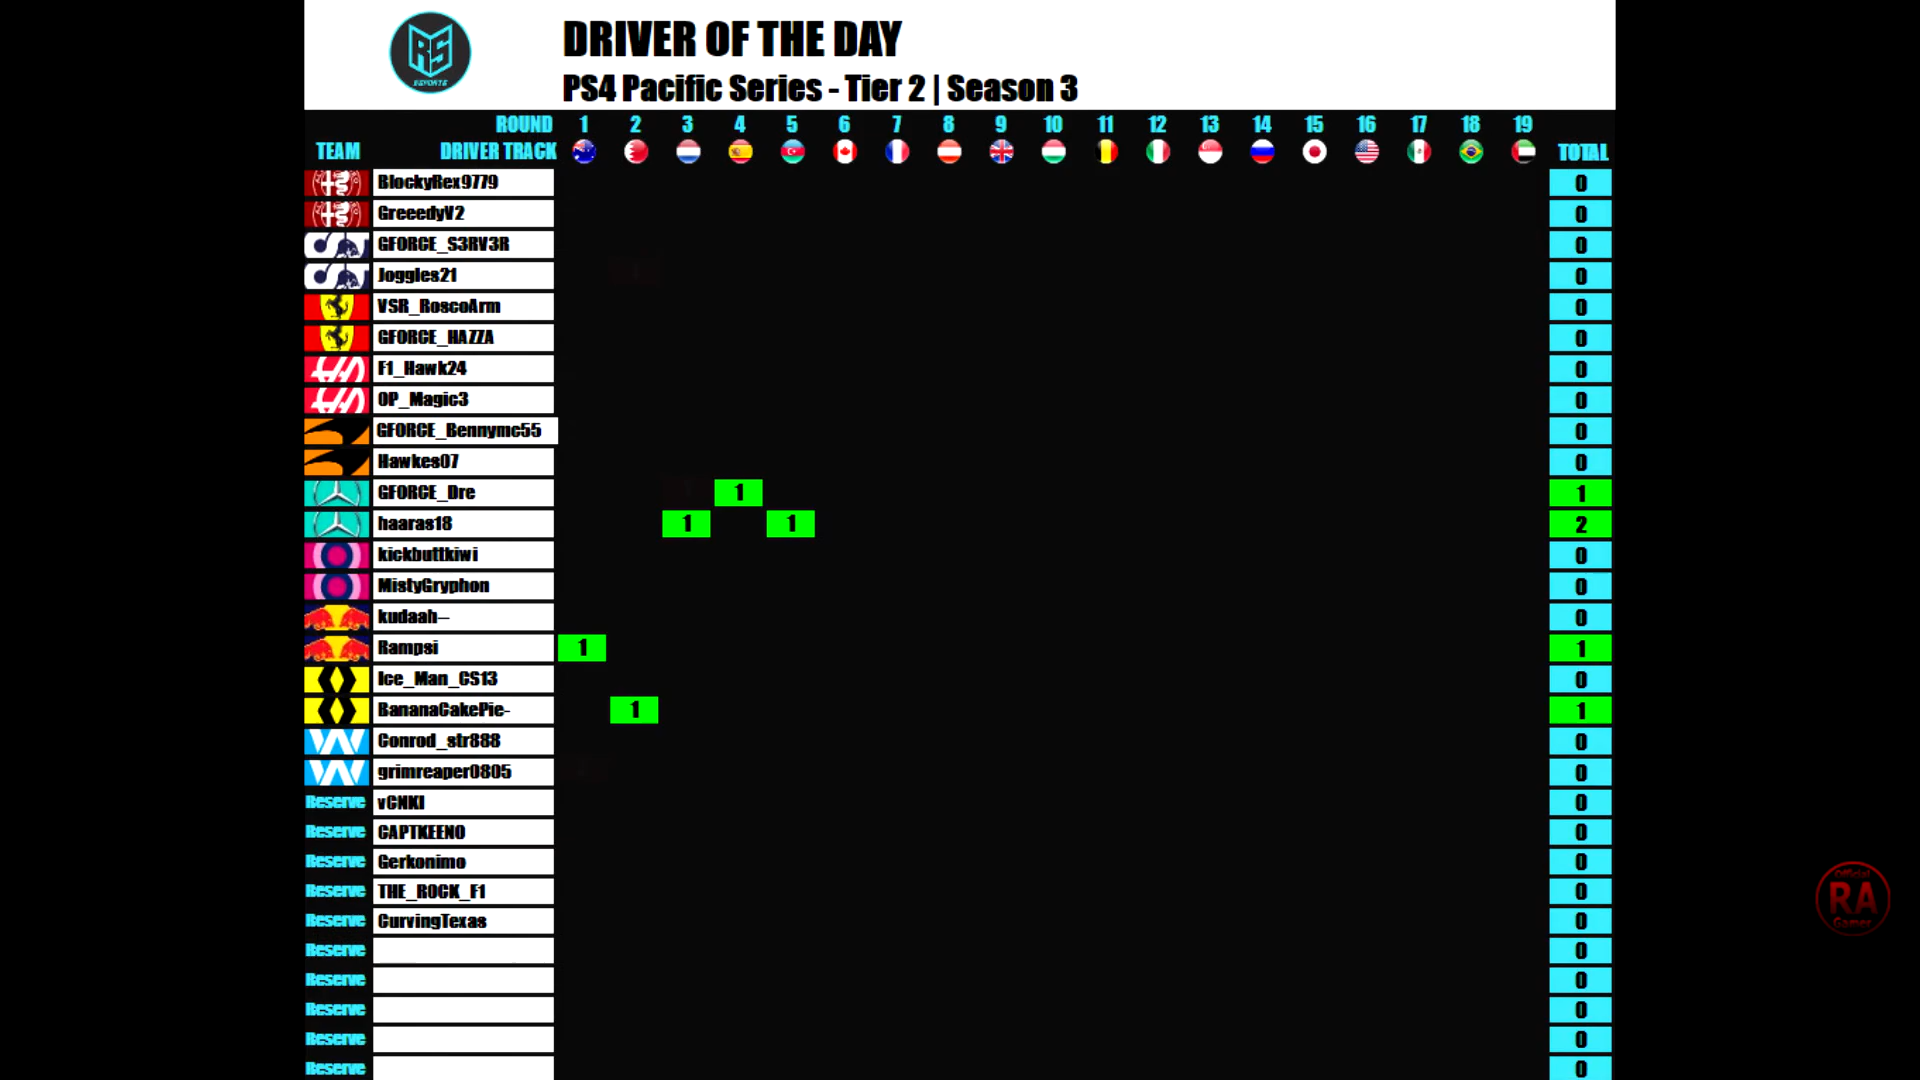 RS
ESPORTS
DRIVER OF THE DAY
PS4 Pacific Series - Tier 2 | Season 3
ROUND 1 2 3 4 5 6 7 8 9 10 11 12 13 14 15 16 17 18 19
TEAM DRIVER TRACK TOTAL
BlockyRex9779 0
GreeedyV2 0
GFORCE_S3RV3R 0
Joggles21 0
VSR_RoscoArm 0
GFORCE_HAZZA 0
F1_Hawk24 0
OP_Magic3 0
GFORCE_Bennymc55 0
Hawkes07 0
GFORCE_Dre 1 1
haaras18 1 1 2
kickbuttkiwi 0
MistyGryphon 0
kudaah-- 0
Rampsi 1 1
Ice_Man_CS13 0
BananaCakePie- 1 1
Conrod_str888 0
grimreaper0805 0
Reserve vCNKI 0
Reserve CAPTKEENO 0
Reserve Gerkonimo 0
Reserve THE_ROCK_F1 0
Reserve CurvingTexas 0
Reserve 0
Reserve 0
Reserve 0
Reserve 0
Reserve 0
Official
RA
Gamer